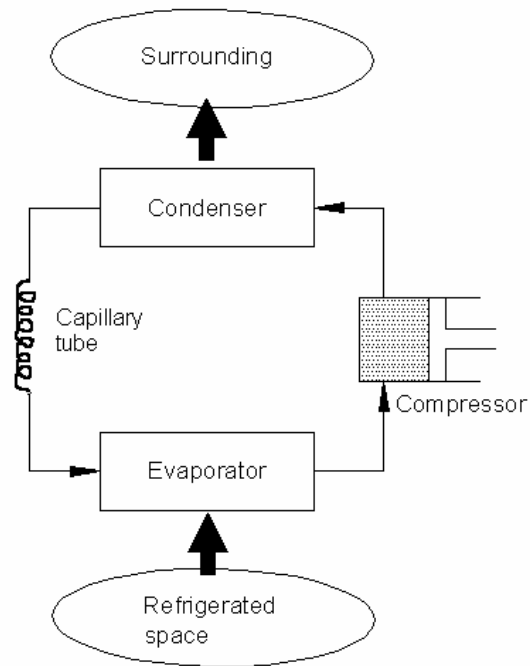 Surrounding
Condenser
Capillary
tube
Compressor
Evaporator
Refrigerated
space